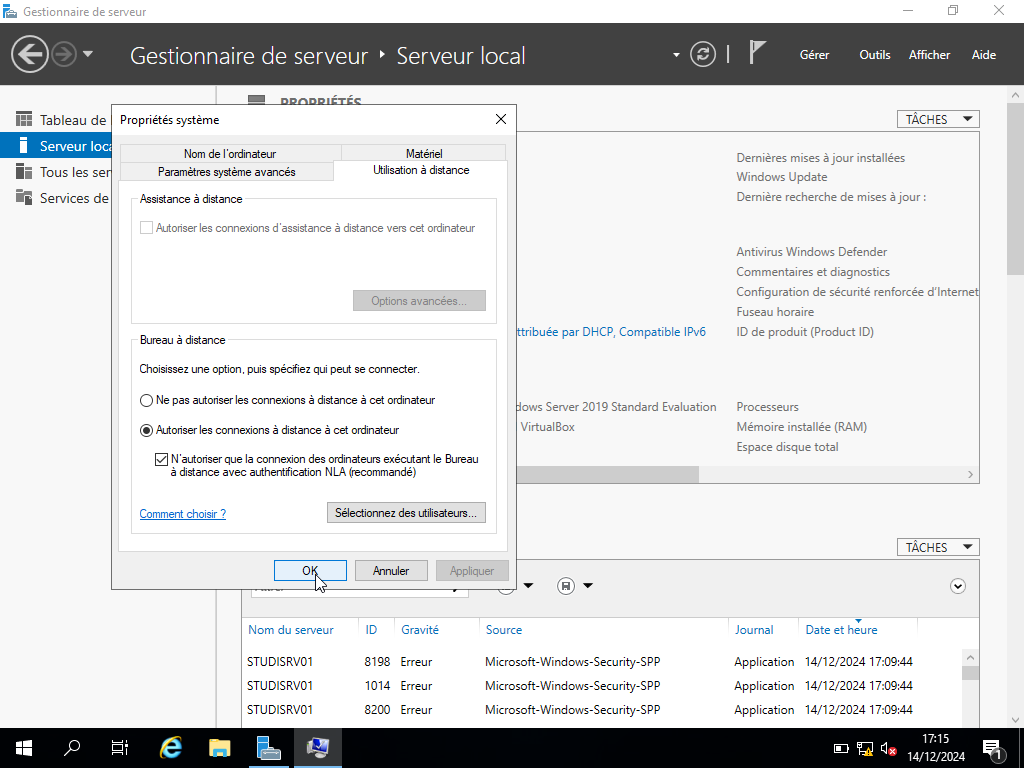 Gestionnaire de serveur
Gestionnaire de serveur
Serveur local
Gérer
Outils
Afficher
Aide
PROPRIÉTÉS
TÂCHES
Tableau de
Serveur loca
Tous les ser
Services de
Propriétés système
Nom de l'ordinateur
Matériel
Paramètres système avancés
Utilisation à distance
Assistance à distance
Autoriser les connexions d'assistance à distance vers cet ordinateur
Options avancées...
Bureau à distance
Choisissez une option, puis spécifiez qui peut se connecter.
Ne pas autoriser les connexions à distance à cet ordinateur
Autoriser les connexions à distance à cet ordinateur
N'autoriser que la connexion des ordinateurs exécutant le Bureau
à distance avec authentification NLA (recommandé)
Comment choisir ?
Sélectionnez des utilisateurs...
OK
Annuler
Appliquer
Dernières mises à jour installées
Windows Update
Dernière recherche de mises à jour :
Antivirus Windows Defender
Commentaires et diagnostics
Configuration de sécurité renforcée d'Internet
Fuseau horaire
ttribuée par DHCP, Compatible IPv6
ID de produit (Product ID)
dows Server 2019 Standard Evaluation
Processeurs
VirtualBox
Mémoire installée (RAM)
Espace disque total
TÂCHES
Nom du serveur
ID
Gravité
Source
Journal
Date et heure
STUDISRV01 8198 Erreur Microsoft-Windows-Security-SPP Application 14/12/2024 17:09:44
STUDISRV01 1014 Erreur Microsoft-Windows-Security-SPP Application 14/12/2024 17:09:44
STUDISRV01 8200 Erreur Microsoft-Windows-Security-SPP Application 14/12/2024 17:09:44
17:15
14/12/2024
1